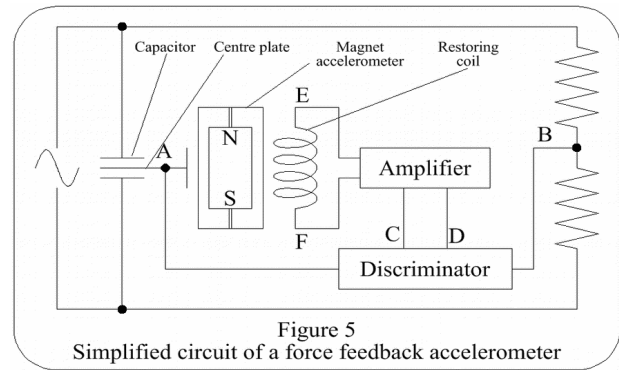 Capacitor
Centre plate
Magnet
accelerometer
Restoring
coil
A
N
S
E
F
B
Amplifier
C
D
Discriminator
Figure 5
Simplified circuit of a force feedback accelerometer